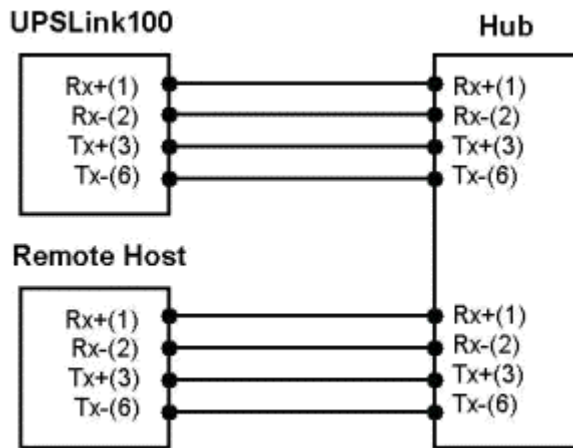 UPSLink100
Hub
Rx+(1)
Rx-(2)
Tx+(3)
Tx-(6)
Rx+(1)
Rx-(2)
Tx+(3)
Tx-(6)
Remote Host
Rx+(1)
Rx-(2)
Tx+(3)
Tx-(6)
Rx+(1)
Rx-(2)
Tx+(3)
Tx-(6)